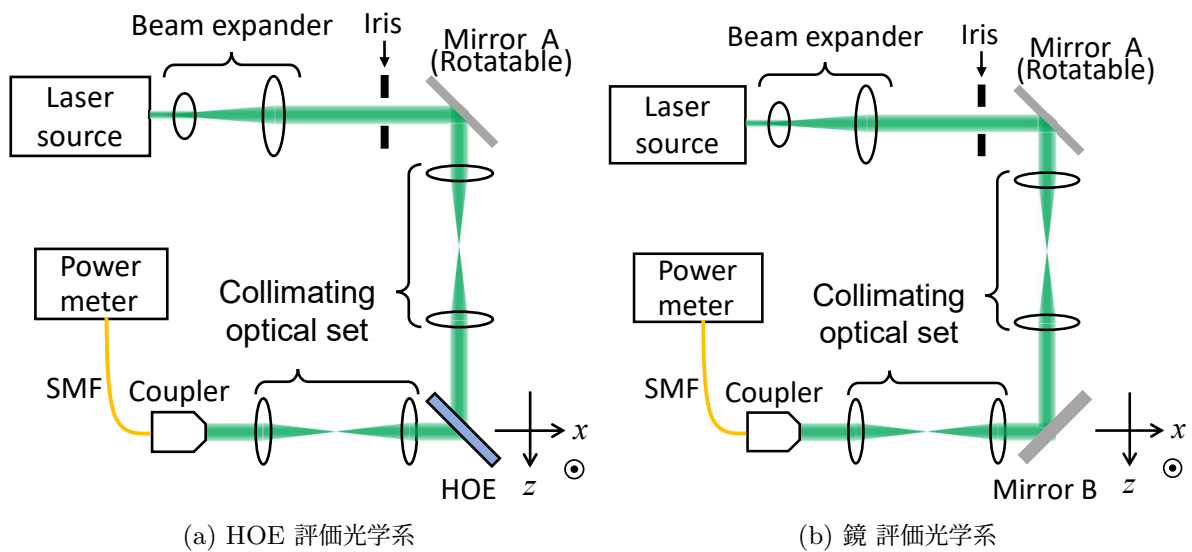 Beam expander
Iris
Mirror A
(Rotatable)
Laser
source
Power
meter
Collimating
optical set
SMF
Coupler
HOE
x
z
(a) HOE 評価光学系
Beam expander
Iris
Mirror A
(Rotatable)
Laser
source
Power
meter
Collimating
optical set
SMF
Coupler
Mirror B
x
z
(b) 鏡 評価光学系